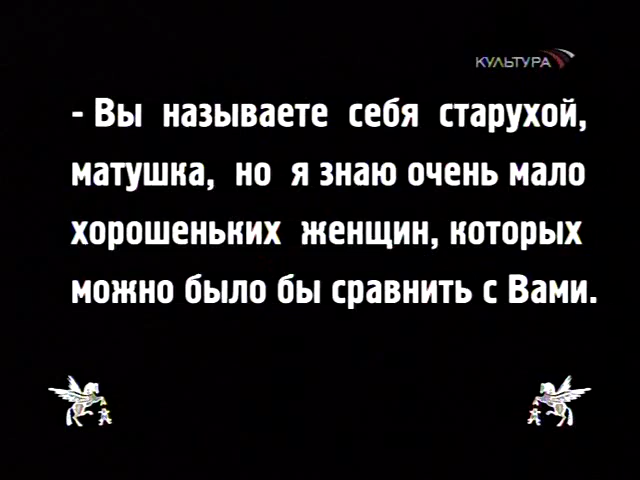 КУЛЬТУРА
- Вы называете себя старухой,
матушка, но я знаю очень мало
хорошеньких женщин, которых
можно было бы сравнить с Вами.